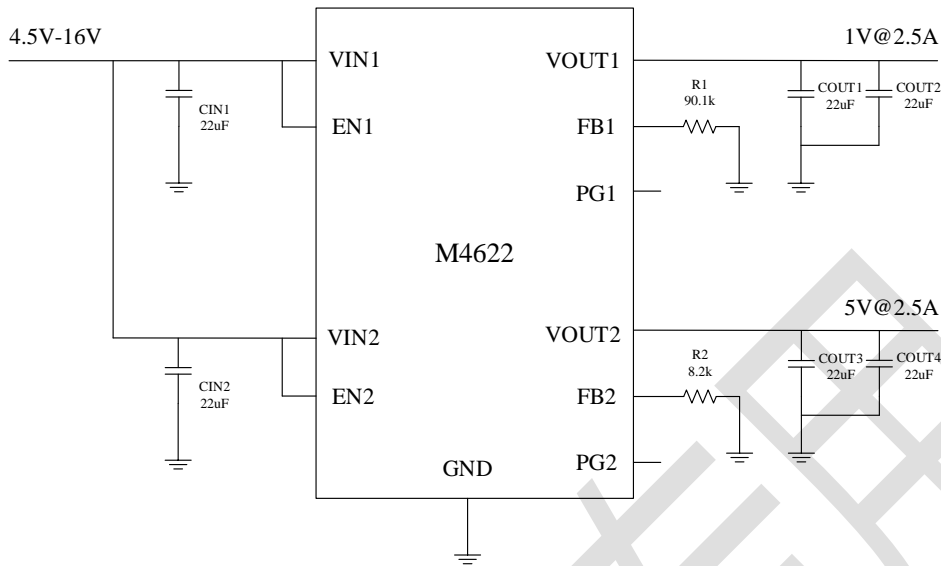 4.5V-16V
1V@2.5A
VIN1
VOUT1
CIN1
22uF
R1
90.1k
COUT1
22uF
COUT2
22uF
EN1
FB1
PG1
M4622
5V@2.5A
VIN2
VOUT2
CIN2
22uF
R2
8.2k
COUT3
22uF
COUT4
22uF
EN2
FB2
GND
PG2